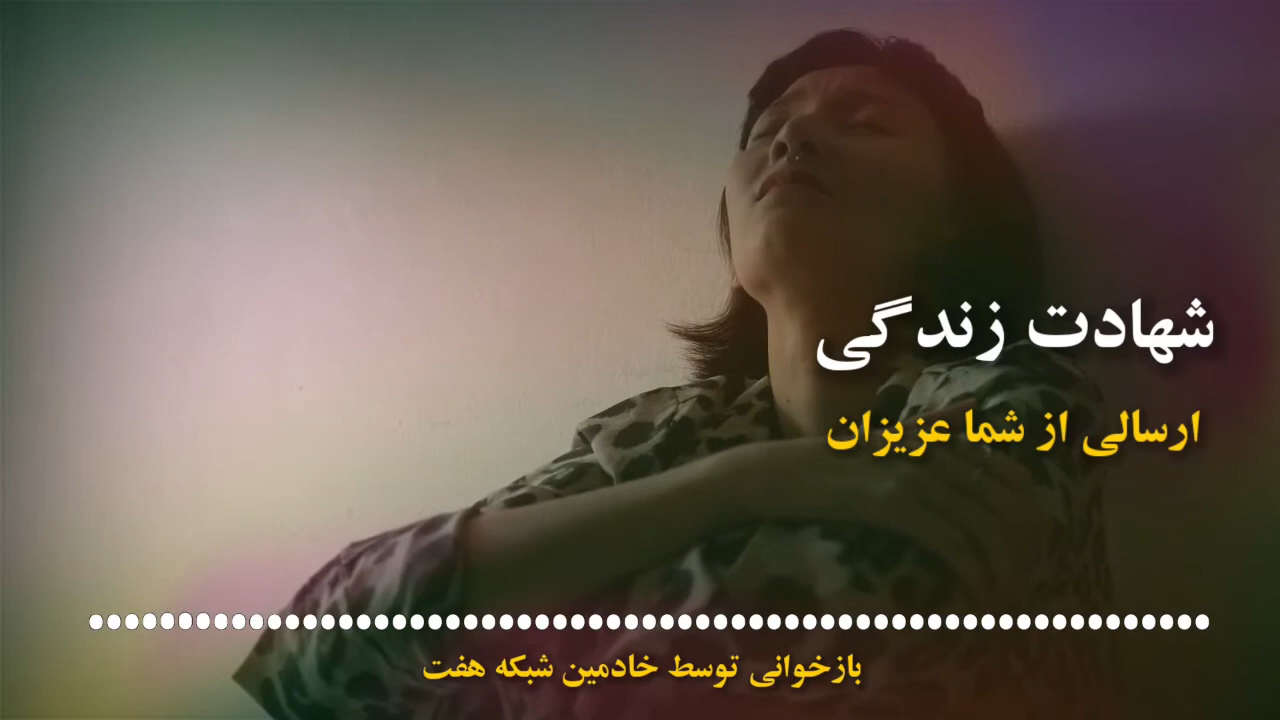 شهادت زندگی
ارسالی از شما عزیزان
بازخوانی توسط خادمین شبکه هفت